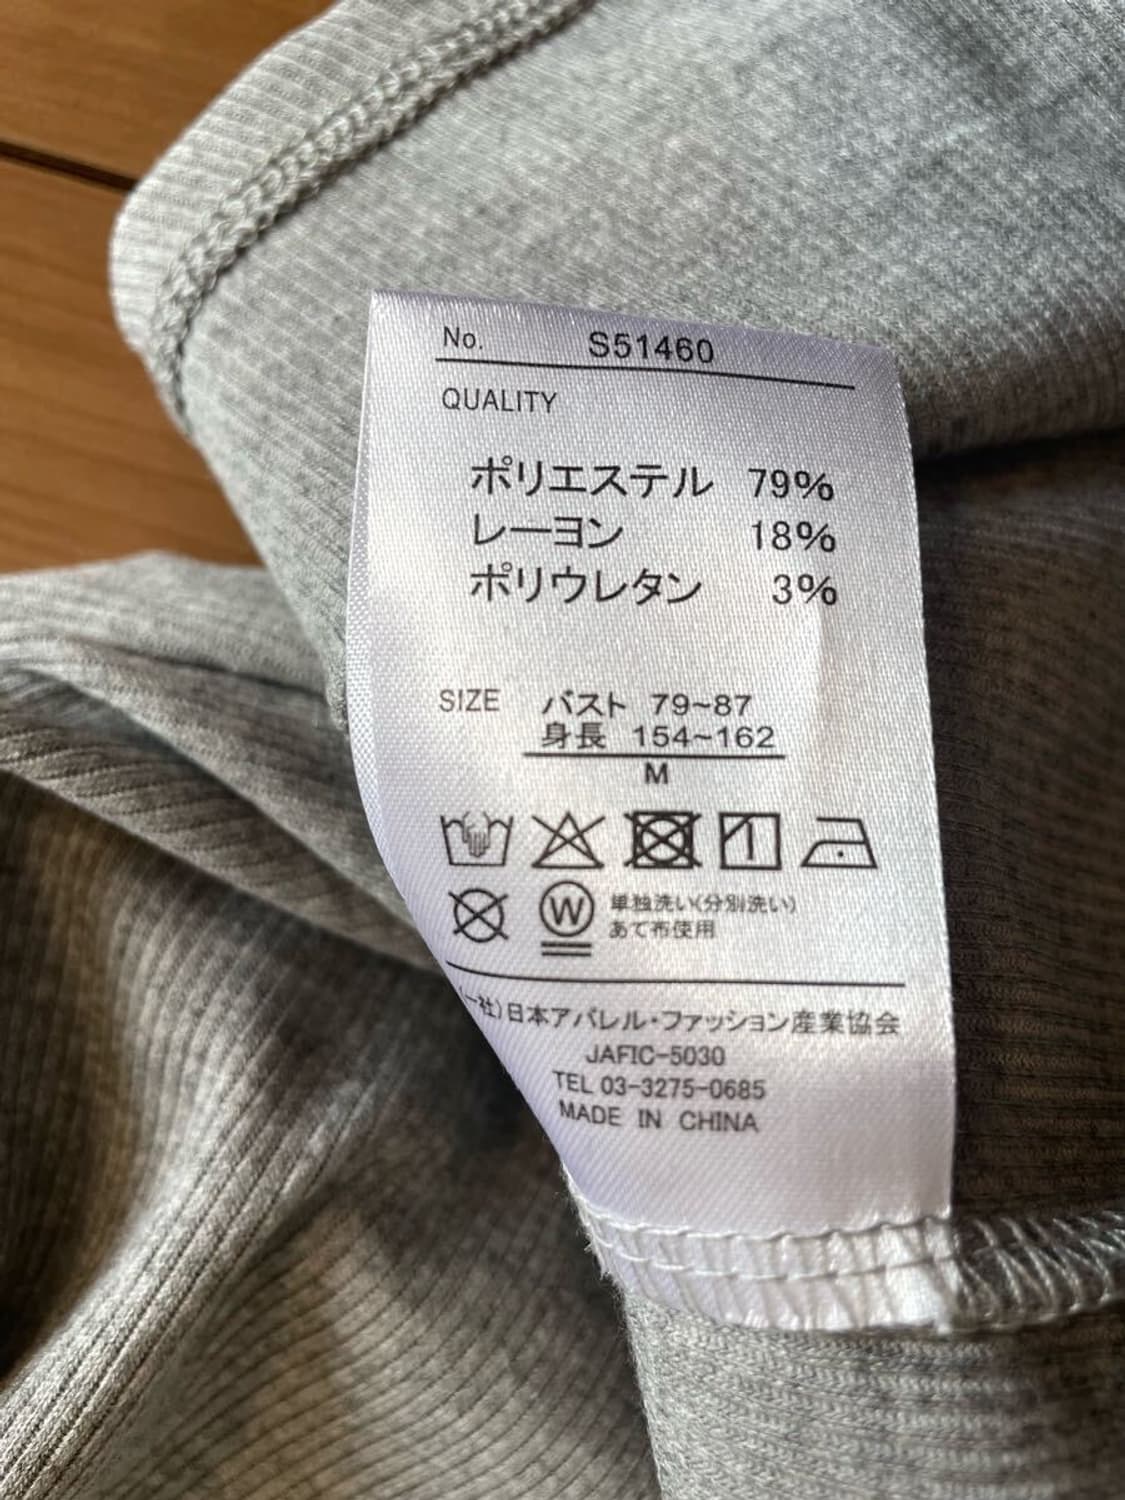 No. S51460
QUALITY
ポリエステル 79%
レーヨン 18%
ポリウレタン 3%
SIZE バスト 79~87
身長 154~162
M
W 単独洗い(分別洗い)
あて布使用
(一社)日本アパレル・ファッション産業協会
JAFIC-5030
TEL 03-3275-0685
MADE IN CHINA